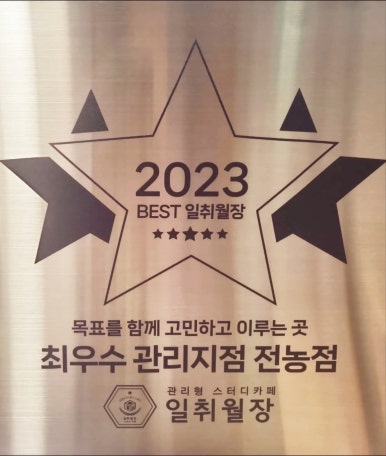 2023
BEST 일취월장
목표를 함께 고민하고 이루는 곳
최우수 관리지점 전농점
관리형 스터디카페
일취월장